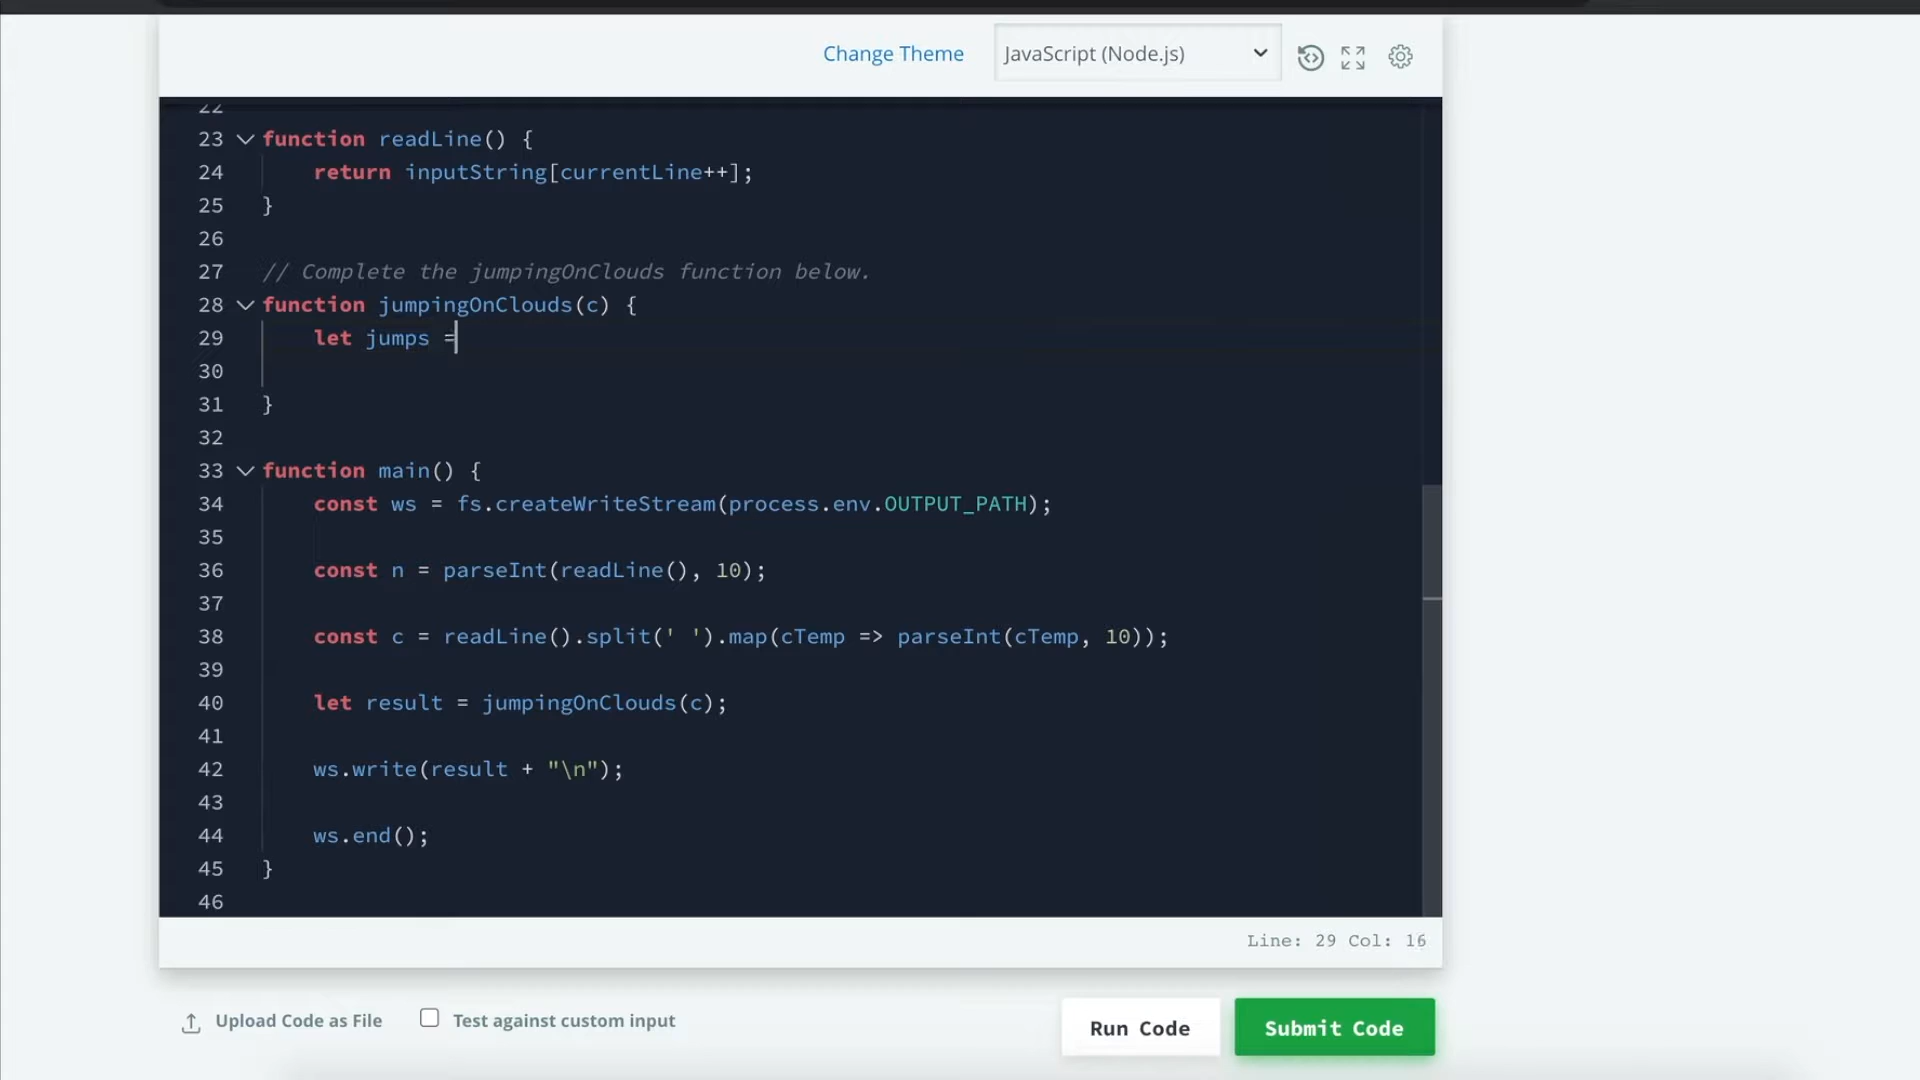 Change Theme JavaScript (Node.js)
22
23 function readLine() {
24 return inputString[currentLine++];
25 }
26
27 // Complete the jumpingOnClouds function below.
28 function jumpingOnClouds(c) {
29 let jumps =
30
31 }
32
33 function main() {
34 const ws = fs.createWriteStream(process.env.OUTPUT_PATH);
35
36 const n = parseInt(readLine(), 10);
37
38 const c = readLine().split(' ').map(cTemp => parseInt(cTemp, 10));
39
40 let result = jumpingOnClouds(c);
41
42 ws.write(result + "\n");
43
44 ws.end();
45 }
46
Line: 29 Col: 16
Upload Code as File Test against custom input Run Code Submit Code